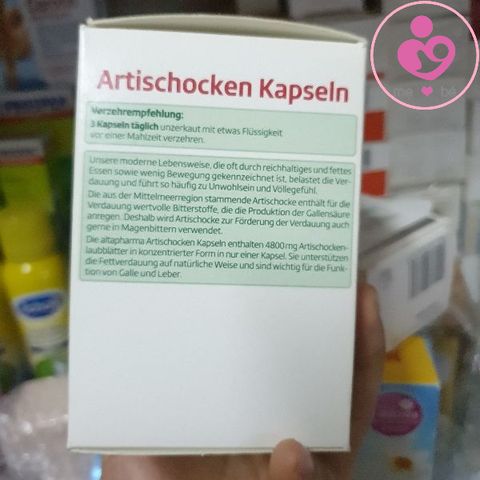 Artischocken Kapseln
Verzehrempfehlung:
3 Kapseln täglich unzerkaut mit etwas Flüssigkeit
vor einer Mahlzeit verzehren.
Unsere moderne Lebensweise, die oft durch reichhaltiges und fettes
Essen sowie wenig Bewegung gekennzeichnet ist, belastet die Ver-
dauung und führt so häufig zu Unwohlsein und Völlegefühl.
Die aus der Mittelmeerregion stammende Artischocke enthält für die
Verdauung wertvolle Bitterstoffe, die die Produktion der Gallensäure
anregen. Deshalb wird Artischocke zur Förderung der Verdauung auch
gerne in Magenbittern verwendet.
Die altapharma Artischocken Kapseln enthalten 4800 mg Artischocken-
laubblätter in konzentrierter Form in nur einer Kapsel. Sie unterstützen
die Fettverdauung auf natürliche Weise und sind wichtig für die Funk-
tion von Galle und Leber.
me b4